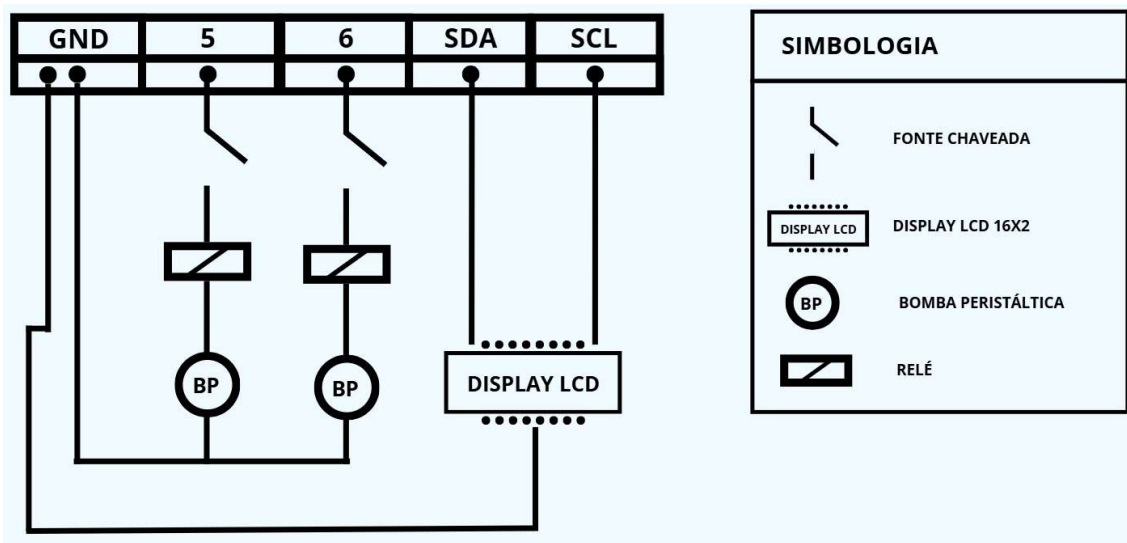 GND 5 6 SDA SCL
BP
BP
DISPLAY LCD
SIMBOLOGIA
FONTE CHAVEADA
DISPLAY LCD
DISPLAY LCD 16X2
BP
BOMBA PERISTÁLTICA
RELÉ